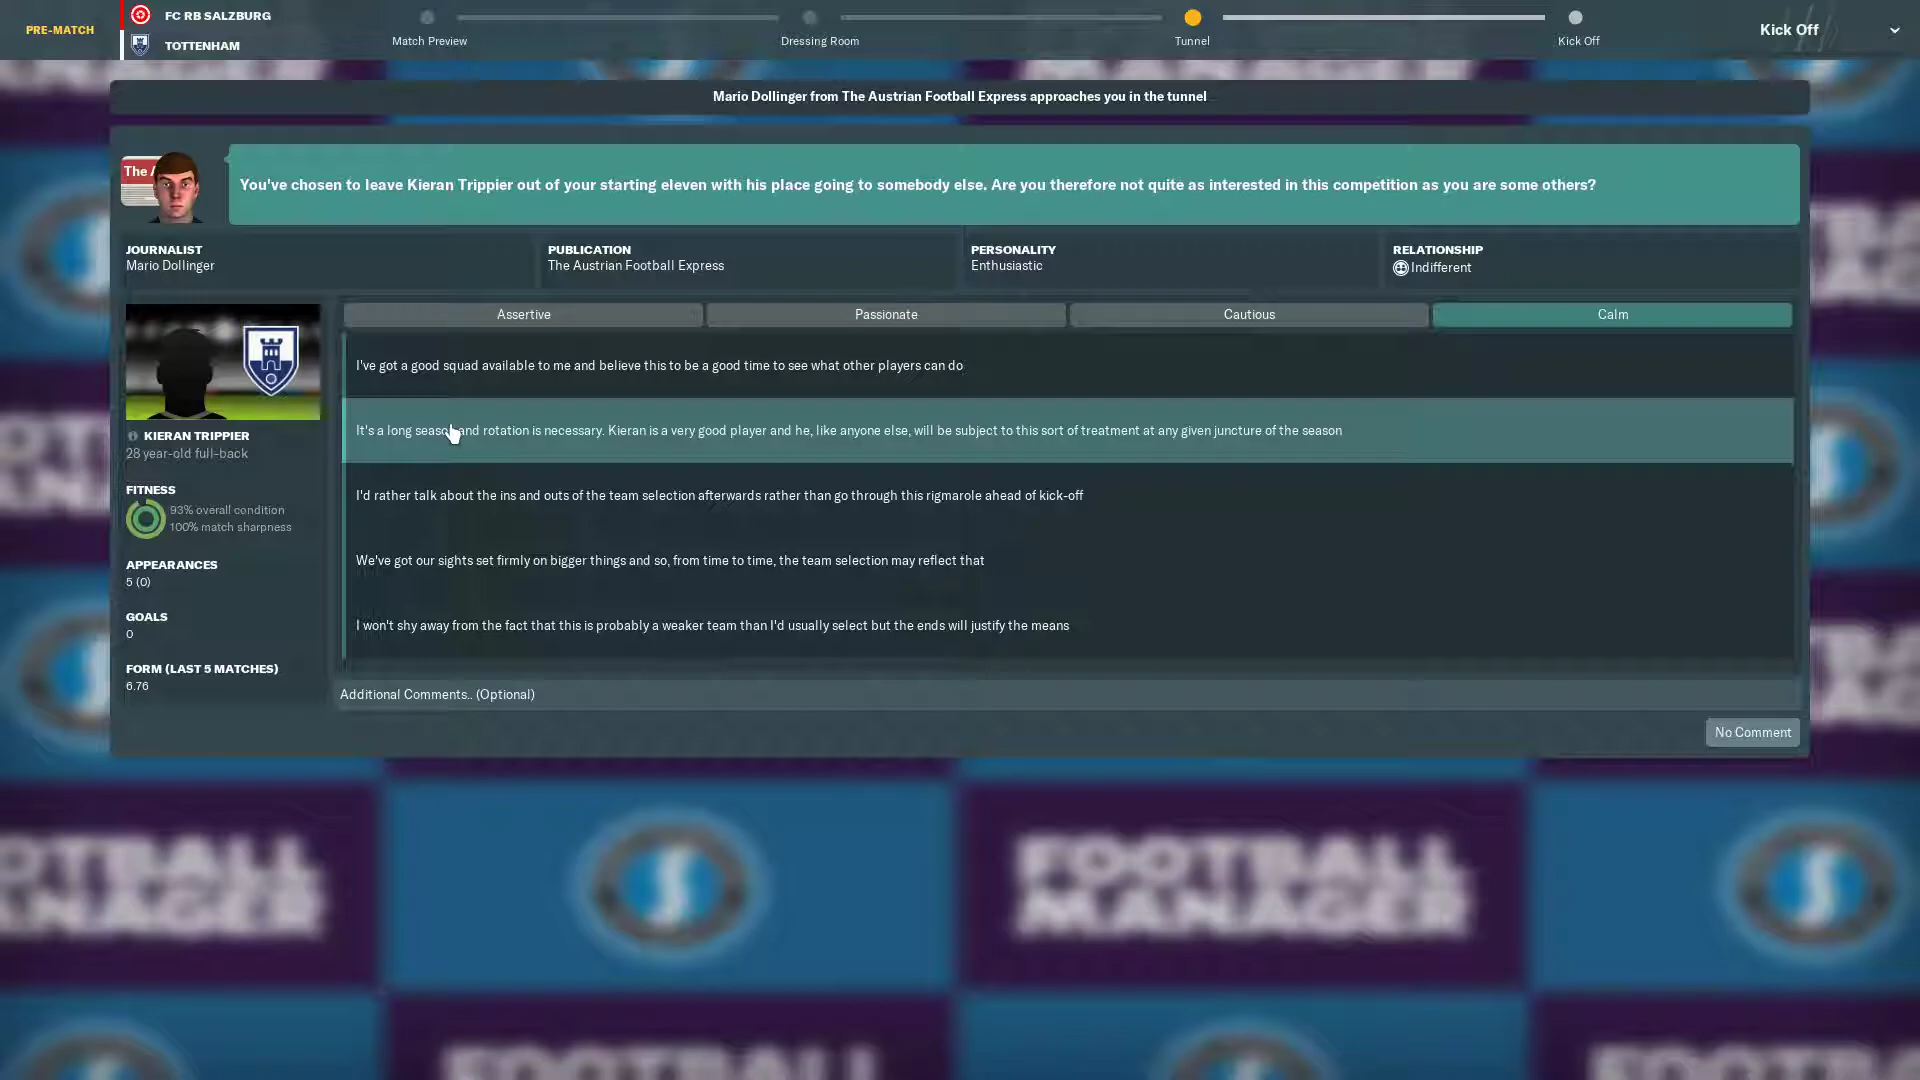 PRE-MATCH
FC RB SALZBURG
TOTTENHAM
Match Preview
Dressing Room
Tunnel
Kick Off
Kick Off
Mario Dollinger from The Austrian Football Express approaches you in the tunnel
The A
You've chosen to leave Kieran Trippier out of your starting eleven with his place going to somebody else. Are you therefore not quite as interested in this competition as you are some others?
JOURNALIST
Mario Dollinger
PUBLICATION
The Austrian Football Express
PERSONALITY
Enthusiastic
RELATIONSHIP
Indifferent
Assertive
Passionate
Cautious
Calm
I've got a good squad available to me and believe this to be a good time to see what other players can do
It's a long season and rotation is necessary. Kieran is a very good player and he, like anyone else, will be subject to this sort of treatment at any given juncture of the season
I'd rather talk about the ins and outs of the team selection afterwards rather than go through this rigmarole ahead of kick-off
We've got our sights set firmly on bigger things and so, from time to time, the team selection may reflect that
I won't shy away from the fact that this is probably a weaker team than I'd usually select but the ends will justify the means
KIERAN TRIPPIER
28 year-old full-back
FITNESS
93% overall condition
100% match sharpness
APPEARANCES
5 (0)
GOALS
0
FORM (LAST 5 MATCHES)
6.76
Additional Comments.. (Optional)
No Comment
FOOTBALL
MANAGER